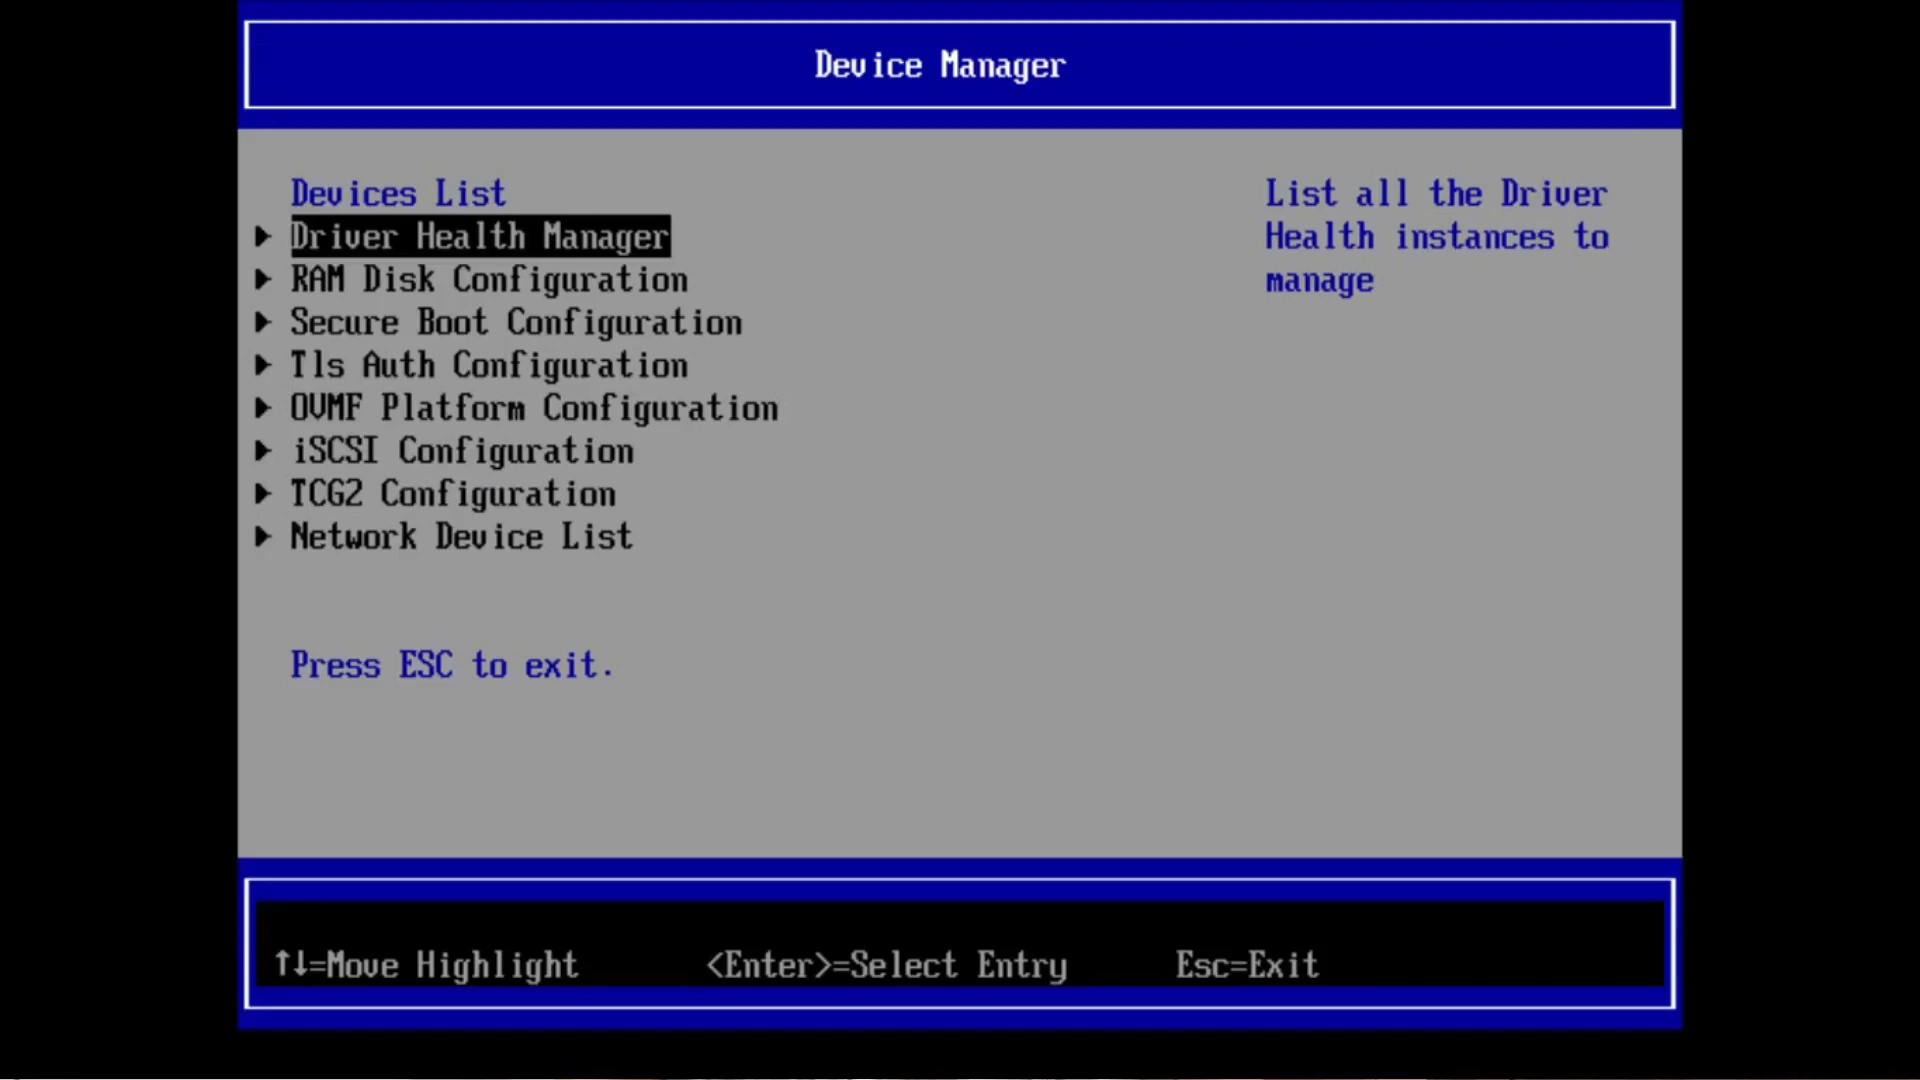 Device Manager
Devices List
Driver Health Manager
RAM Disk Configuration
Secure Boot Configuration
Tls Auth Configuration
OVMF Platform Configuration
iSCSI Configuration
TCG2 Configuration
Network Device List
Press ESC to exit.
List all the Driver
Health instances to
manage
↑↓=Move Highlight <Enter>=Select Entry Esc=Exit